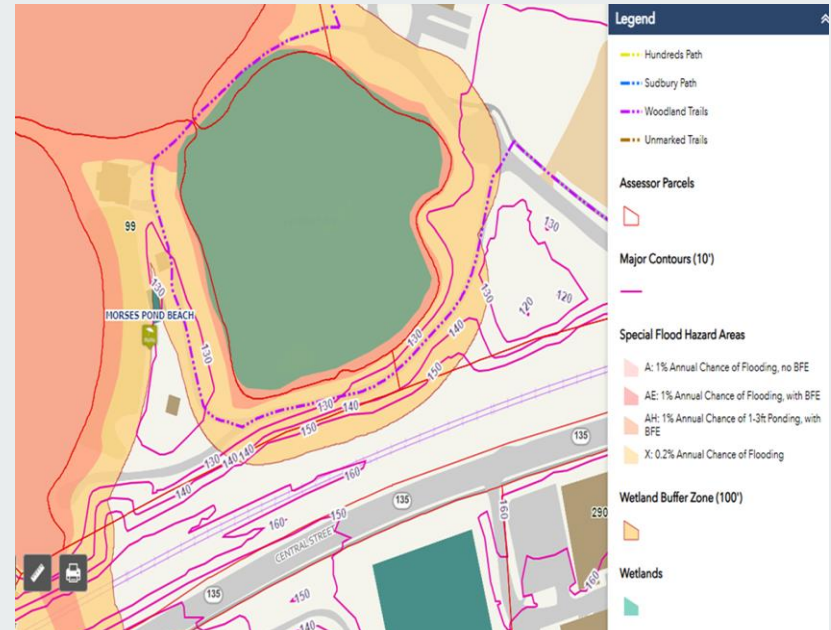 Legend
Hundreds Path
Sudbury Path
Woodland Trails
Unmarked Trails
Assessor Parcels
Major Contours (10')
Special Flood Hazard Areas
A: 1% Annual Chance of Flooding, no BFE
AE: 1% Annual Chance of Flooding, with BFE
AH: 1% Annual Chance of 1-3ft Ponding, with
BFE
X: 0.2% Annual Chance of Flooding
Wetland Buffer Zone (100')
Wetlands
99
130
MORSES POND BEACH
130
130
130
120
120
130
140
150
130
140
150
130
140
140
140
150
160
135
135
160
290
160
150
CENTRAL STREET
135
150
140
160